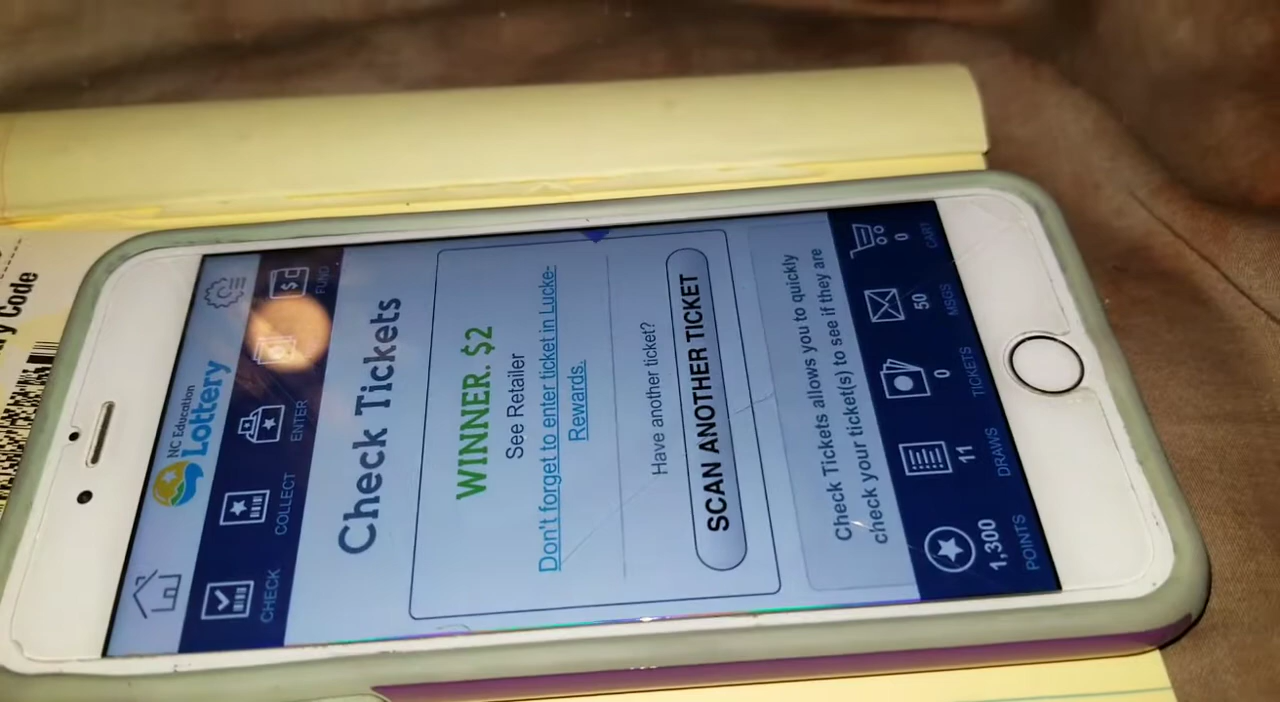 y Code
NC Education
Lottery
CHECK
COLLECT
ENTER
FUND
Check Tickets
WINNER. $2
See Retailer
Don't forget to enter ticket in Lucke-
Rewards.
Have another ticket?
SCAN ANOTHER TICKET
Check Tickets allows you to quickly
check your ticket(s) to see if they are
1,300
POINTS
11
DRAWS
0
TICKETS
50
MSGS
0
CART